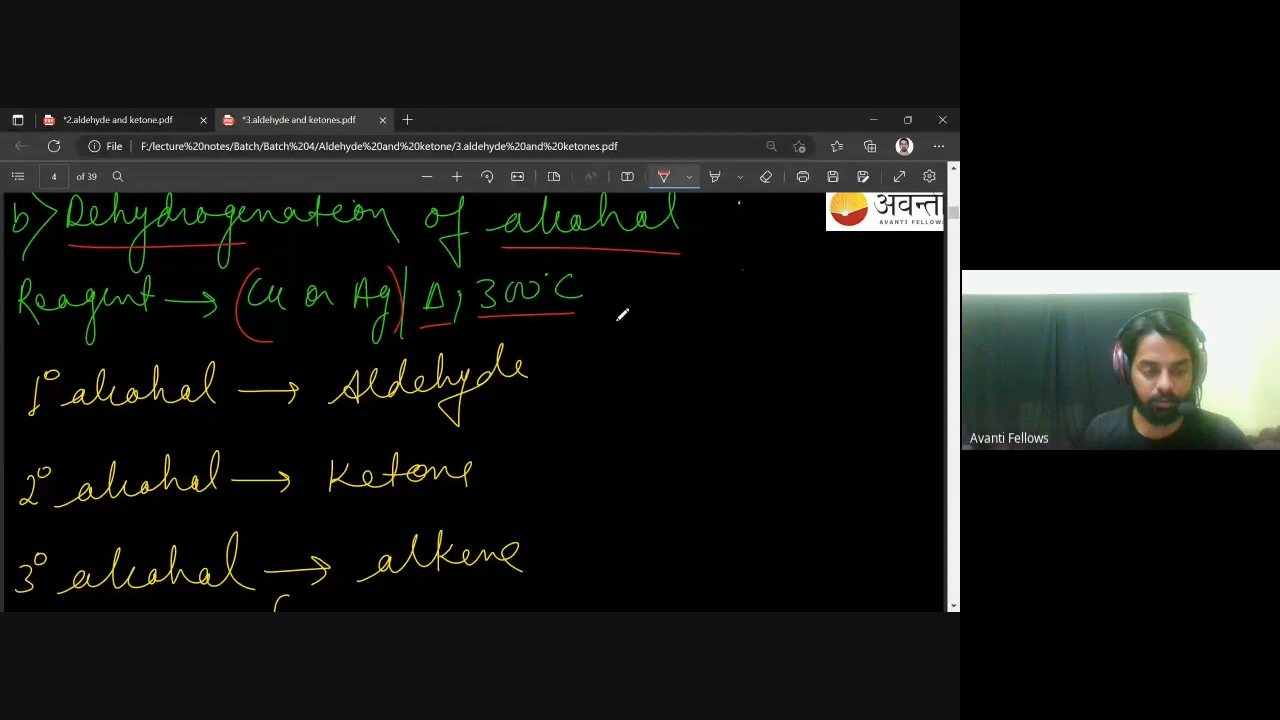 *2.aldehyde and ketone.pdf
*3.aldehyde and ketones.pdf
File
F:/lecture%20notes/Batch/Batch%204/Aldehyde%20and%20ketone/3.aldehyde%20and%20ketones.pdf
4 of 39
b) Dehydrogenation of alcohal
अवन्ती
AVANTI FELLOWS
Reagent → (Cu or Ag) | Δ, 300°C
1° alcohal → Aldehyde
2° alcohal → Ketone
3° alcohal → alkene
Avanti Fellows